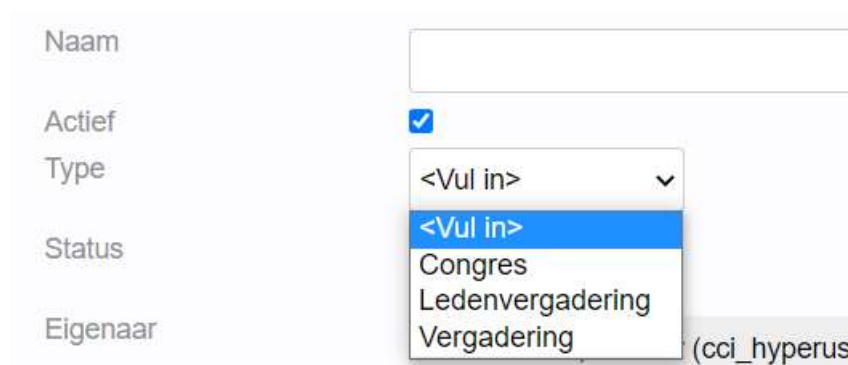 Naam
Actief
Type
<Vul in>
<Vul in>
Status
Congres
Ledenvergadering
Eigenaar
Vergadering
(cci_hyperus